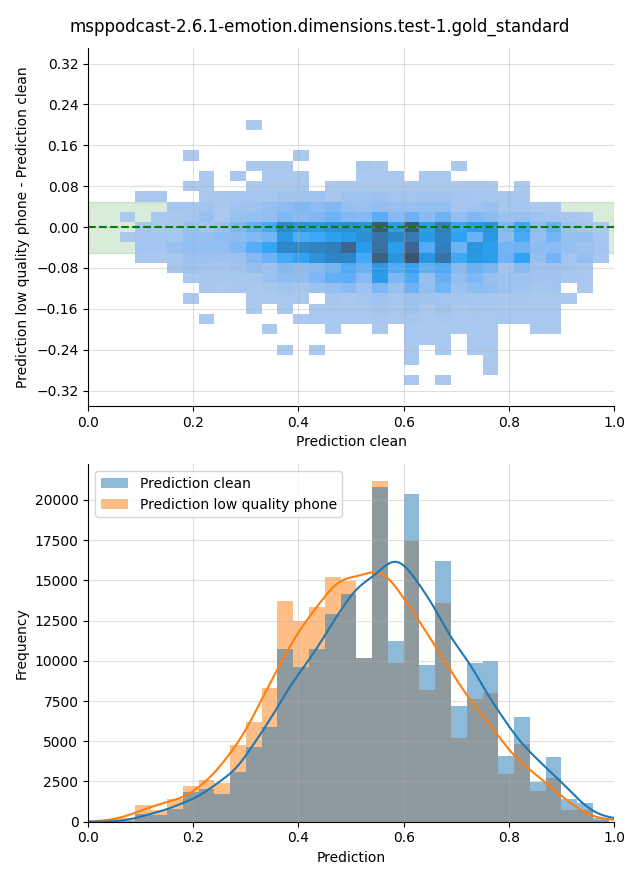 msppodcast-2.6.1-emotion.dimensions.test-1.gold_standard
Prediction low quality phone - Prediction clean
0.32
0.24
0.16
0.08
0.00
−0.08
−0.16
−0.24
−0.32
0.0 0.2 0.4 0.6 0.8 1.0
Prediction clean
Prediction clean
Prediction low quality phone
Frequency
20000
17500
15000
12500
10000
7500
5000
2500
0
0.0 0.2 0.4 0.6 0.8 1.0
Prediction